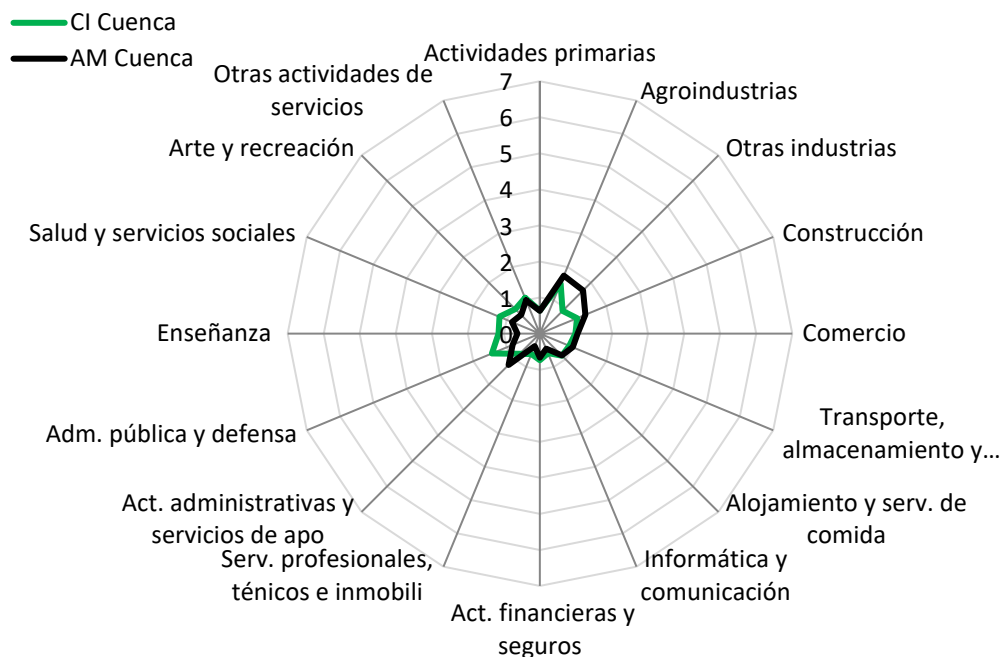 CI Cuenca
AM Cuenca
Actividades primarias
Agroindustrias
Otras industrias
Construcción
Comercio
Transporte,
almacenamiento y...
Alojamiento y serv. de
comida
Informática y
comunicación
Act. financieras y
seguros
Serv. profesionales,
ténicos e inmobili
Act. administrativas y
servicios de apo
Adm. pública y defensa
Enseñanza
Salud y servicios sociales
Arte y recreación
Otras actividades de
servicios
7
6
5
4
3
2
1
0